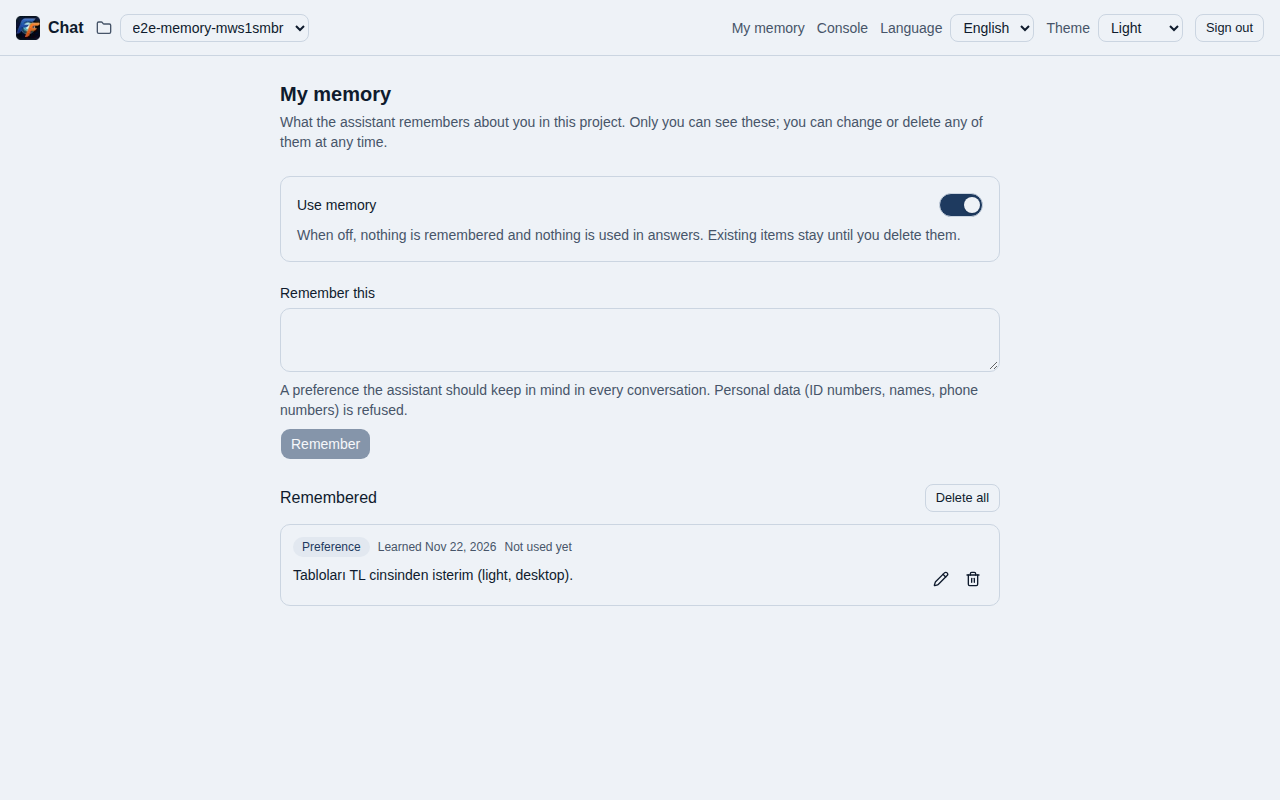 Chat e2e-memory-mws1smbr My memory Console Language English Theme Light Sign out
My memory
What the assistant remembers about you in this project. Only you can see these; you can change or delete any of
them at any time.
Use memory
When off, nothing is remembered and nothing is used in answers. Existing items stay until you delete them.
Remember this
A preference the assistant should keep in mind in every conversation. Personal data (ID numbers, names, phone
numbers) is refused.
Remember
Remembered Delete all
Preference Learned Nov 22, 2026 Not used yet
Tabloları TL cinsinden isterim (light, desktop).